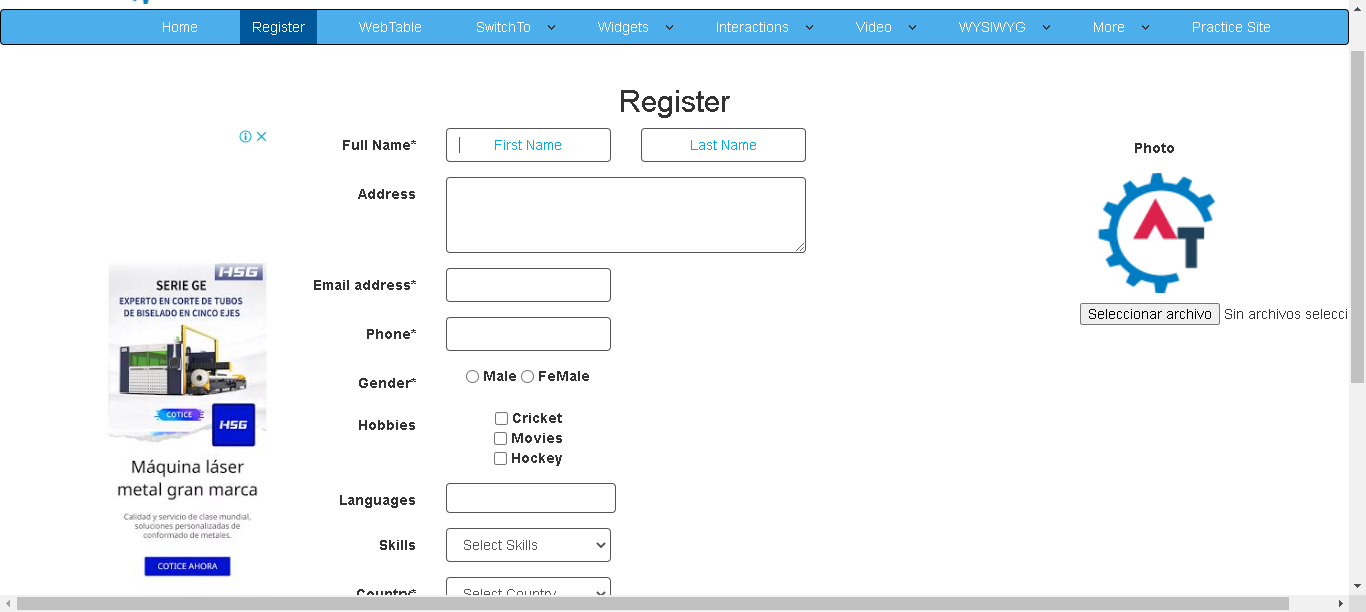 Home Register WebTable SwitchTo Widgets Interactions Video WYSIWYG More Practice Site
Register
Full Name* First Name Last Name
Address
Email address*
Phone*
Gender* Male FeMale
Hobbies Cricket
Movies
Hockey
Languages
Skills Select Skills
Country* Select Country
Photo
AT
Seleccionar archivo Sin archivos selecci
HSG
SERIE GE
EXPERTO EN CORTE DE TUBOS
DE BISELADO EN CINCO EJES
COTICE
HSG
Máquina láser
metal gran marca
Calidad y servicio de clase mundial,
soluciones personalizadas de
conformado de metales.
COTICE AHORA